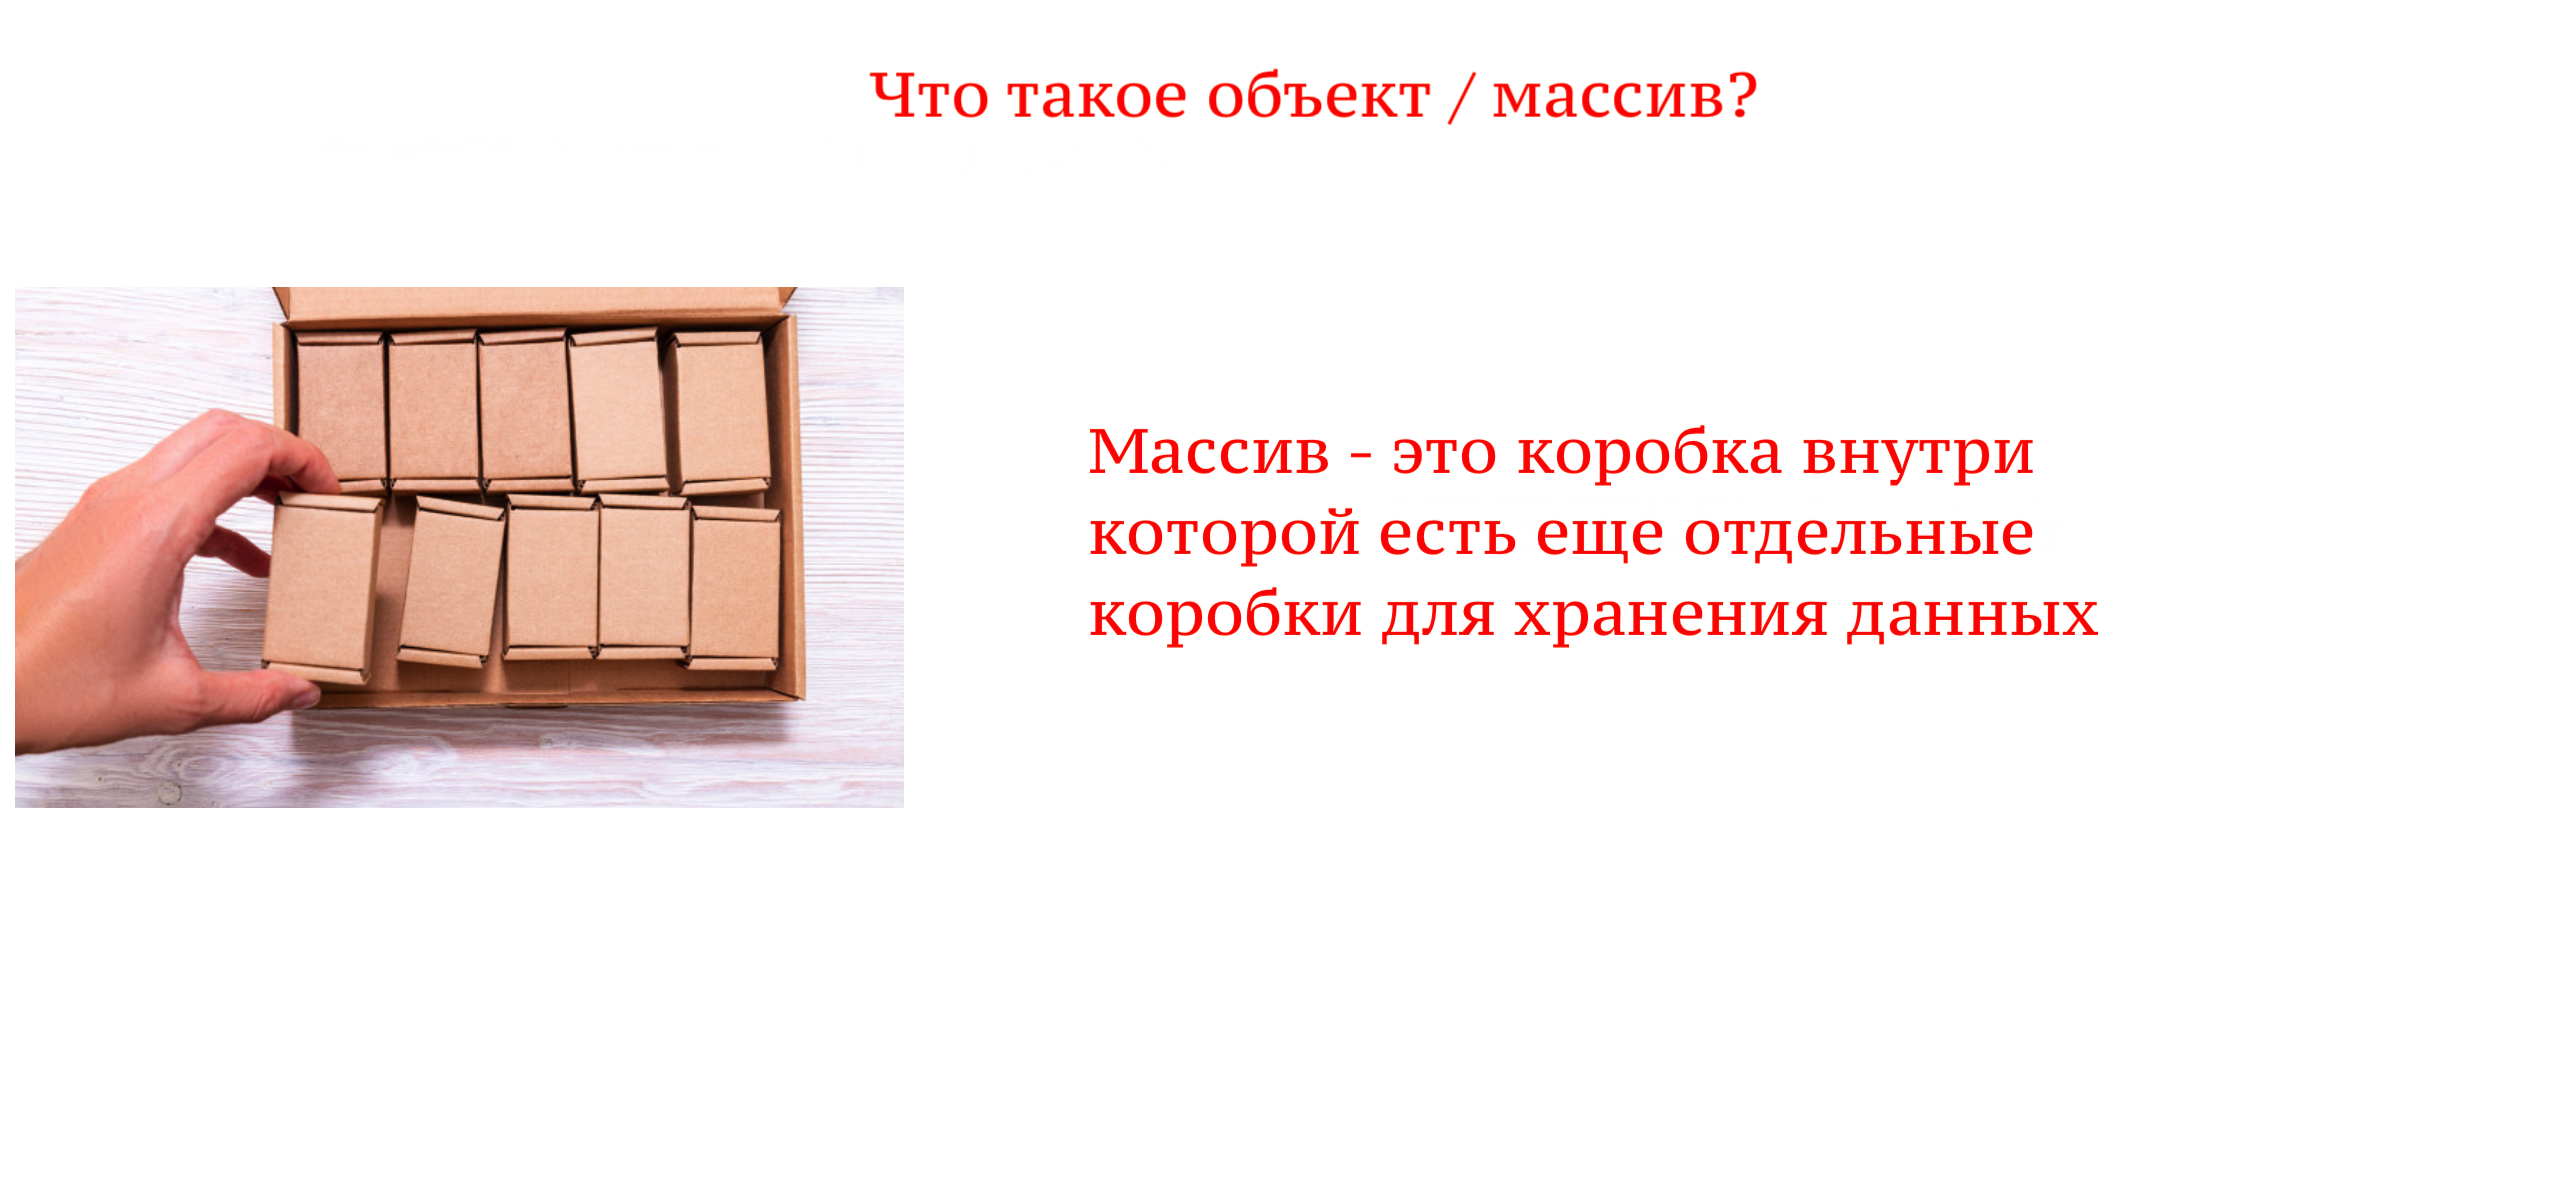 Что такое объект / массив?
Массив - это коробка внутри
которой есть еще отдельные
коробки для хранения данных